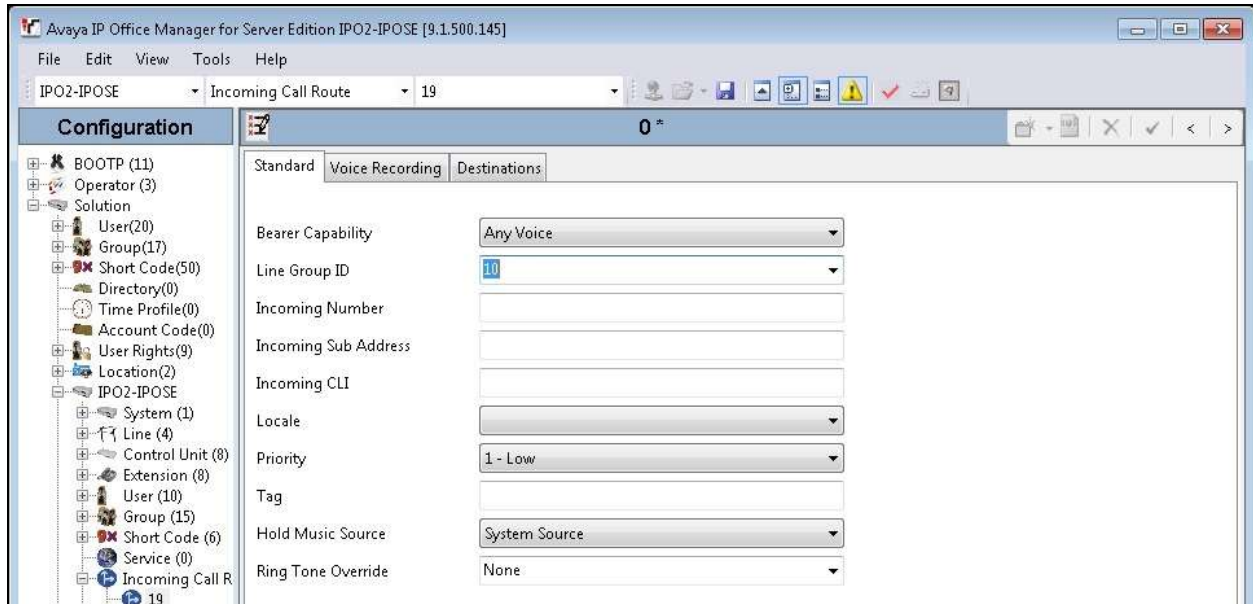 Avaya IP Office Manager for Server Edition IPO2-IPOSE [9.1.500.145]
File Edit View Tools Help
IPO2-IPOSE Incoming Call Route 19
Configuration
0*
BOOTP (11)
Operator (3)
Solution
User(20)
Group(17)
Short Code(50)
Directory(0)
Time Profile(0)
Account Code(0)
User Rights(9)
Location(2)
IPO2-IPOSE
System (1)
Line (4)
Control Unit (8)
Extension (8)
User (10)
Group (15)
Short Code (6)
Service (0)
Incoming Call R
19
Standard Voice Recording Destinations
Bearer Capability Any Voice
Line Group ID 10
Incoming Number
Incoming Sub Address
Incoming CLI
Locale
Priority 1 - Low
Tag
Hold Music Source System Source
Ring Tone Override None